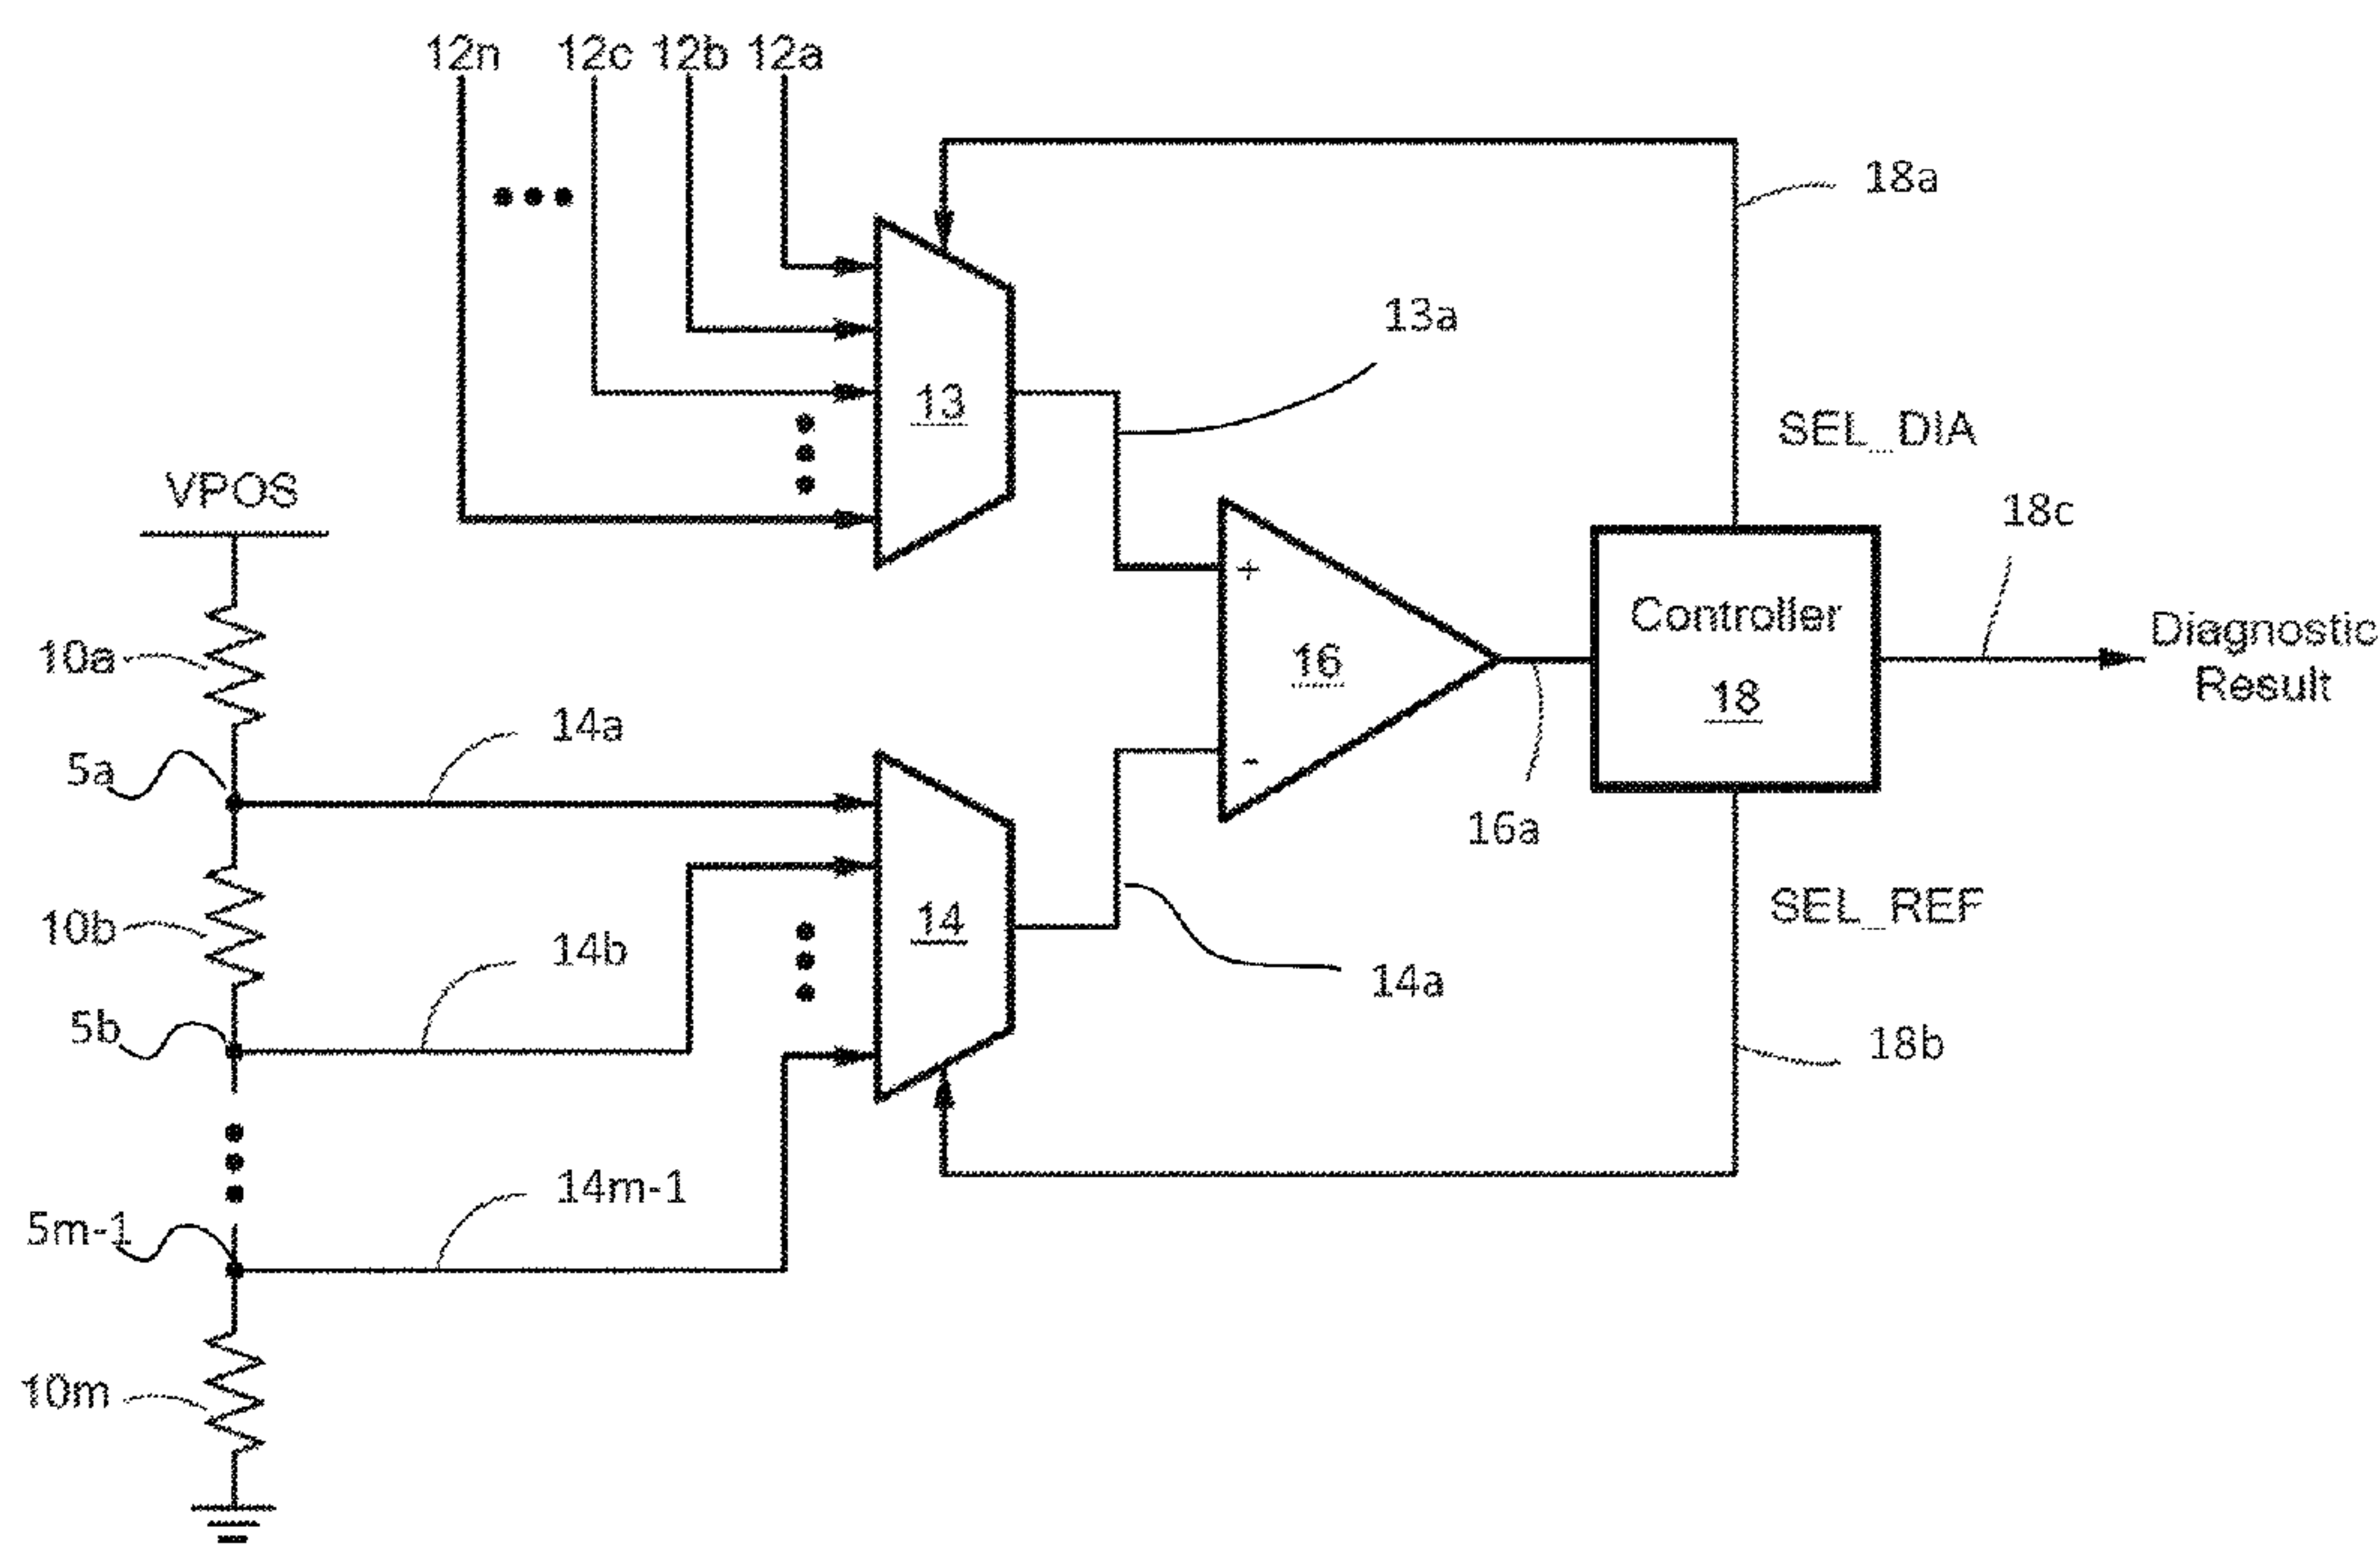 12n 12c 12b 12a
18a
13a
13
SEL_DIA
VPOS
18c
+
Controller
Diagnostic
10a
16
18
Result
14a
5a
-
16a
10b
14b
14
SEL_REF
14a
5b
18b
14m-1
5m-1
10m